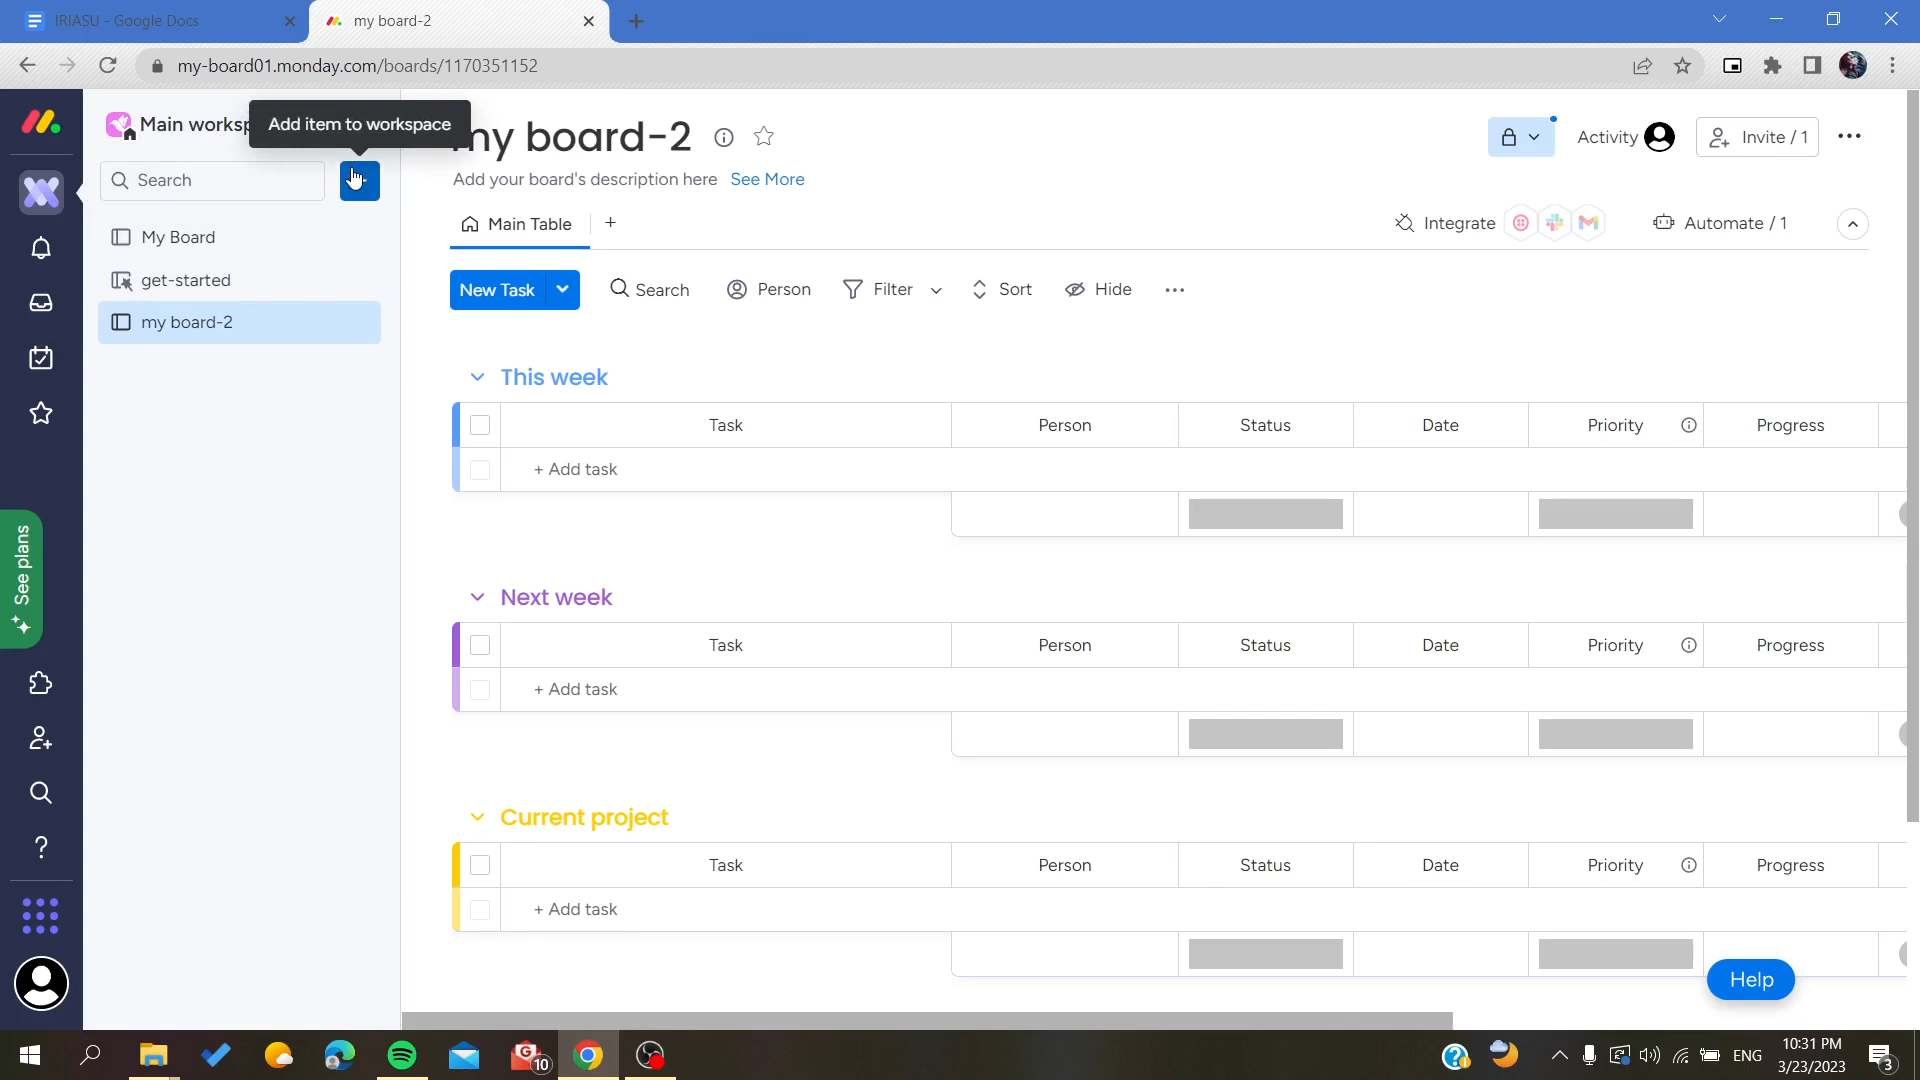 IRIASU - Google Docs
my board-2
my-board01.monday.com/boards/1170351152
Main worksp
Add item to workspace
my board-2
Activity
Invite / 1
Search
Add your board's description here See More
Main Table
Integrate
Automate / 1
My Board
get-started
my board-2
New Task
Search
Person
Filter
Sort
Hide
This week
Task Person Status Date Priority Progress
+ Add task
See plans
Next week
Task Person Status Date Priority Progress
+ Add task
Current project
Task Person Status Date Priority Progress
+ Add task
Help
10
ENG
10:31 PM
3/23/2023
3